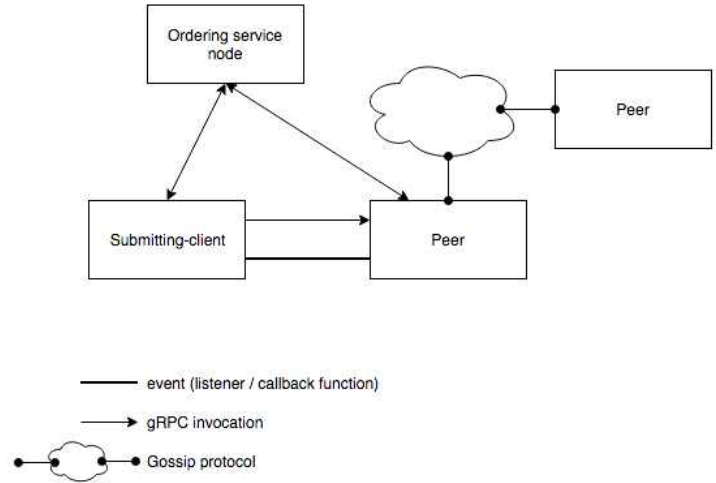 Ordering service
node
Peer
Submitting-client
Peer
event (listener / callback function)
gRPC invocation
Gossip protocol